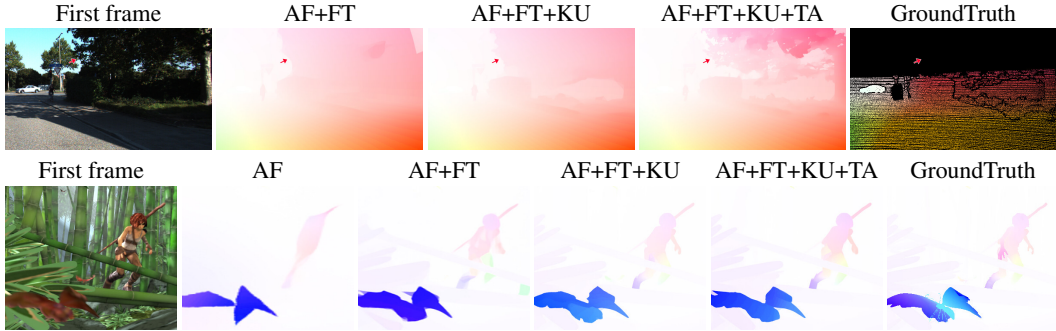 First frame AF+FT AF+FT+KU AF+FT+KU+TA GroundTruth
First frame AF AF+FT AF+FT+KU AF+FT+KU+TA GroundTruth